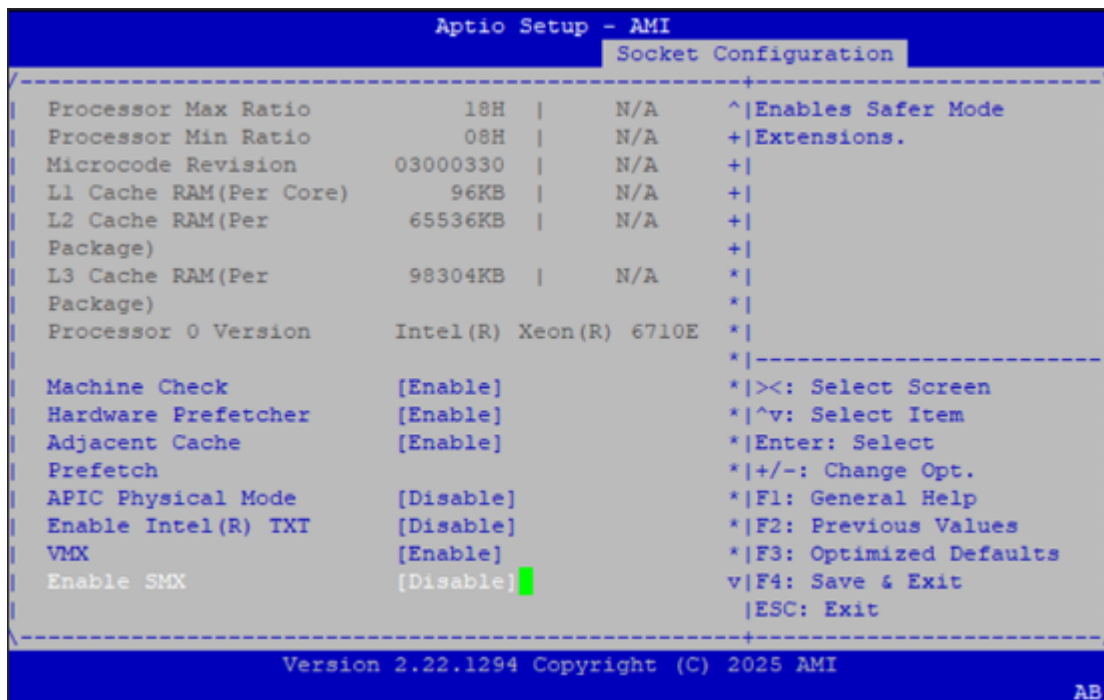 Aptio Setup - AMI
Socket Configuration
/----------------------------------------------------+-------------------------\
| Processor Max Ratio 18H | N/A ^|Enables Safer Mode
| Processor Min Ratio 08H | N/A +|Extensions.
| Microcode Revision 03000330 | N/A +|
| L1 Cache RAM(Per Core) 96KB | N/A +|
| L2 Cache RAM(Per 65536KB | N/A +|
| Package) +|
| L3 Cache RAM(Per 98304KB | N/A *|
| Package) *|
| Processor 0 Version Intel(R) Xeon(R) 6710E *|
| *|-------------------------
| Machine Check [Enable] *|><: Select Screen
| Hardware Prefetcher [Enable] *|^v: Select Item
| Adjacent Cache [Enable] *|Enter: Select
| Prefetch *|+/-: Change Opt.
| APIC Physical Mode [Disable] *|F1: General Help
| Enable Intel(R) TXT [Disable] *|F2: Previous Values
| VMX [Enable] *|F3: Optimized Defaults
| Enable SMX [Disable] v|F4: Save & Exit
| |ESC: Exit
\----------------------------------------------------+-------------------------/
Version 2.22.1294 Copyright (C) 2025 AMI
AB